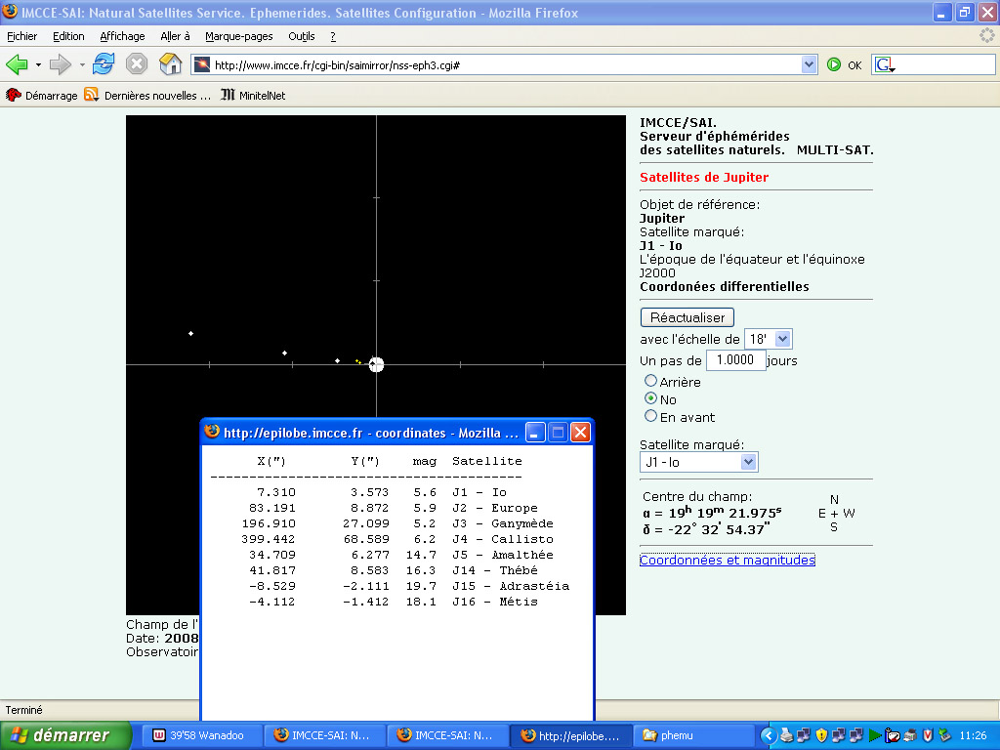 IMCCE-SAI: Natural Satellites Service. Ephemerides. Satellites Configuration - Mozilla Firefox
Fichier Edition Affichage Aller à Marque-pages Outils ?
http://www.imcce.fr/cgi-bin/saimirror/nss-eph3.cgi# OK G
Démarrage Dernières nouvelles ... M MinitelNet
IMCCE/SAI.
Serveur d'éphémérides
des satellites naturels. MULTI-SAT.
Satellites de Jupiter
Objet de référence:
Jupiter
Satellite marqué:
J1 - Io
L'époque de l'équateur et l'équinoxe
J2000
Coordonées differentielles
Réactualiser
avec l'échelle de 18'
Un pas de 1.0000 jours
Arrière
No
En avant
Satellite marqué:
J1 - Io
Centre du champ:
α = 19h 19m 21.975s
δ = -22° 32' 54.37"
N
E + W
S
Coordonnées et magnitudes
http://epilobe.imcce.fr - coordinates - Mozilla ...
X(") Y(") mag Satellite
----------------------------------------
7.310 3.573 5.6 J1 - Io
83.191 8.872 5.9 J2 - Europe
196.910 27.099 5.2 J3 - Ganymède
399.442 68.589 6.2 J4 - Callisto
34.709 6.277 14.7 J5 - Amalthée
41.817 8.583 16.3 J14 - Thébé
-8.529 -2.111 19.7 J15 - Adrastéia
-4.112 -1.412 18.1 J16 - Métis
Champ de l'
Date: 2008
Observatoir
Terminé
démarrer 39'58 Wanadoo IMCCE-SAI: N... IMCCE-SAI: N... http://epilobe.... phemu 11:26